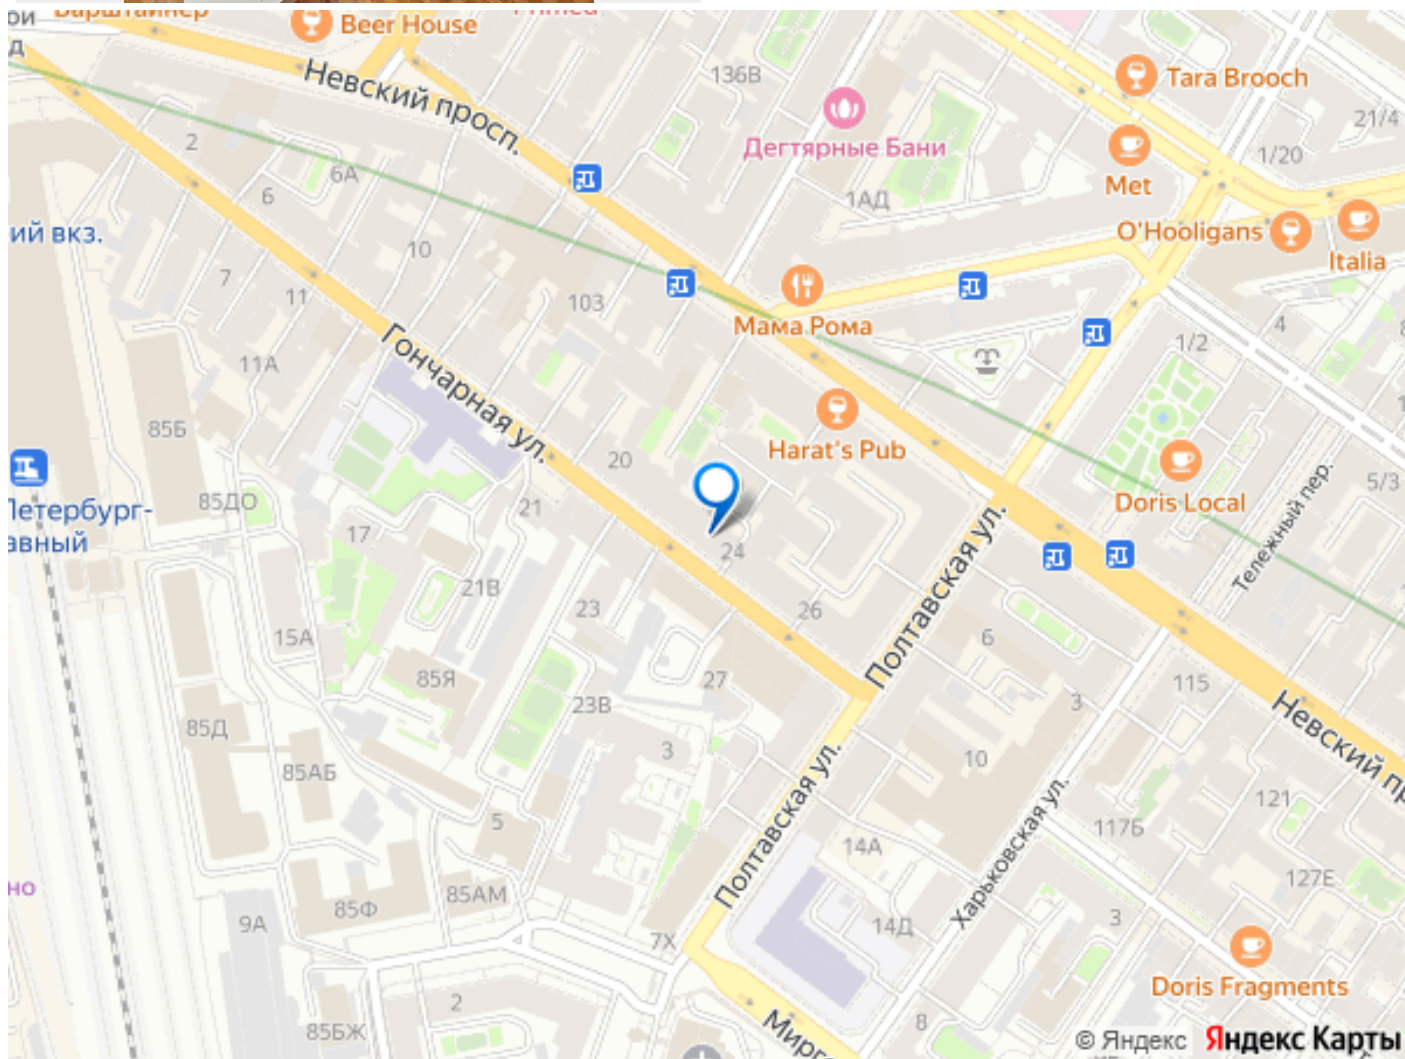 Beer House
Невский просп.
136В
Tara Brooch
21/4
Дегтярные Бани
1/20
Met
2
6А
6
1АД
ий вкз.
10
O'Hooligans
Italia
7
11
103
Мама Рома
4
1/2
Гончарная ул.
11А
85Б
Harat's Pub
20
5/3
Doris Local
85ДО
21
Петербург-
авный
17
24
Полтавская ул.
Тележный пер.
21В
23
26
15А
6
85Я
27
115
3
23В
85Д
Невский пр
3
10
85АБ
Полтавская ул.
121
5
117Б
Харьковская ул.
14А
127Е
но
85АМ
85Ф
9А
14Д
3
7Х
Doris Fragments
2
8
85БЖ
Мирг
© Яндекс Яндекс Карты